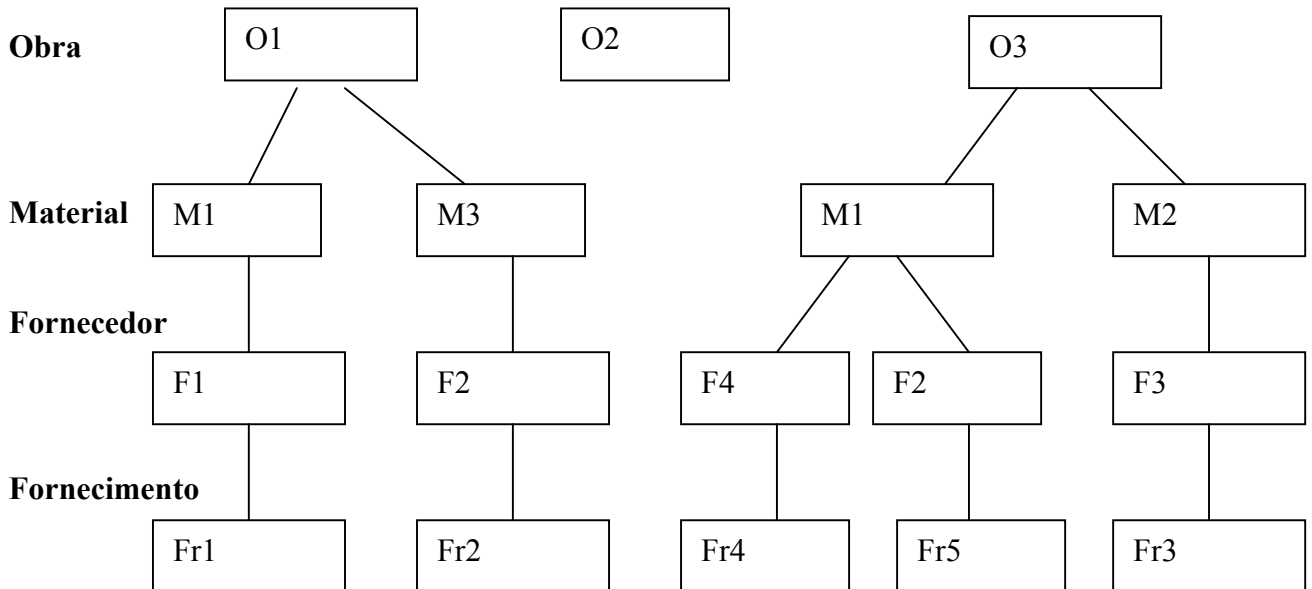 Obra O1 O2 O3
Material M1 M3 M1 M2
Fornecedor
F1 F2 F4 F2 F3
Fornecimento
Fr1 Fr2 Fr4 Fr5 Fr3